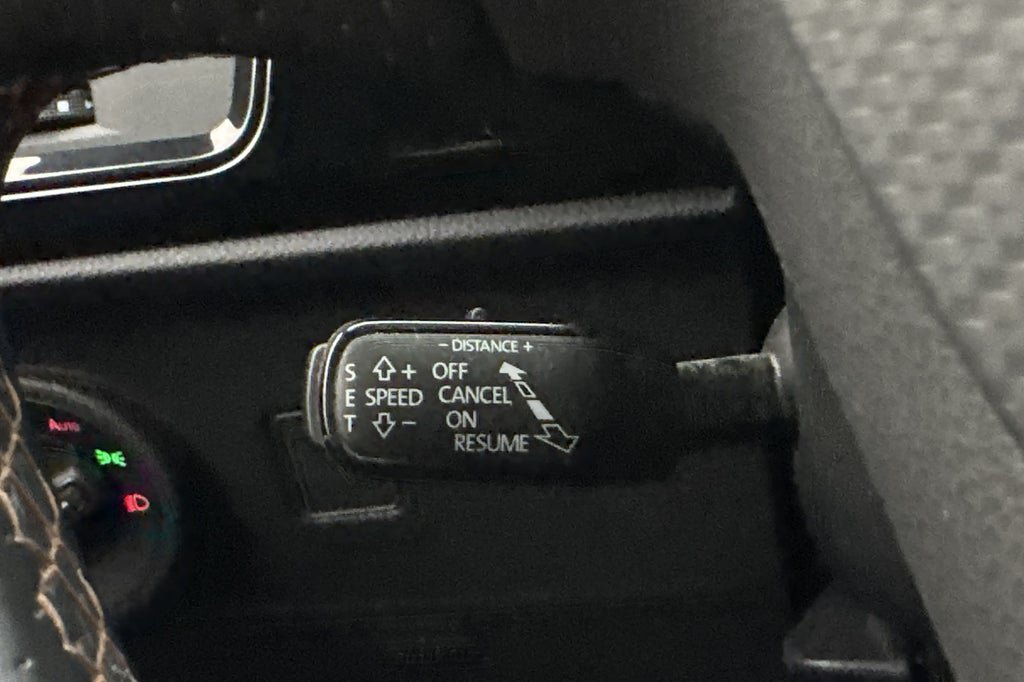 − DISTANCE +
S + OFF
E SPEED CANCEL
T − ON
RESUME
Auto